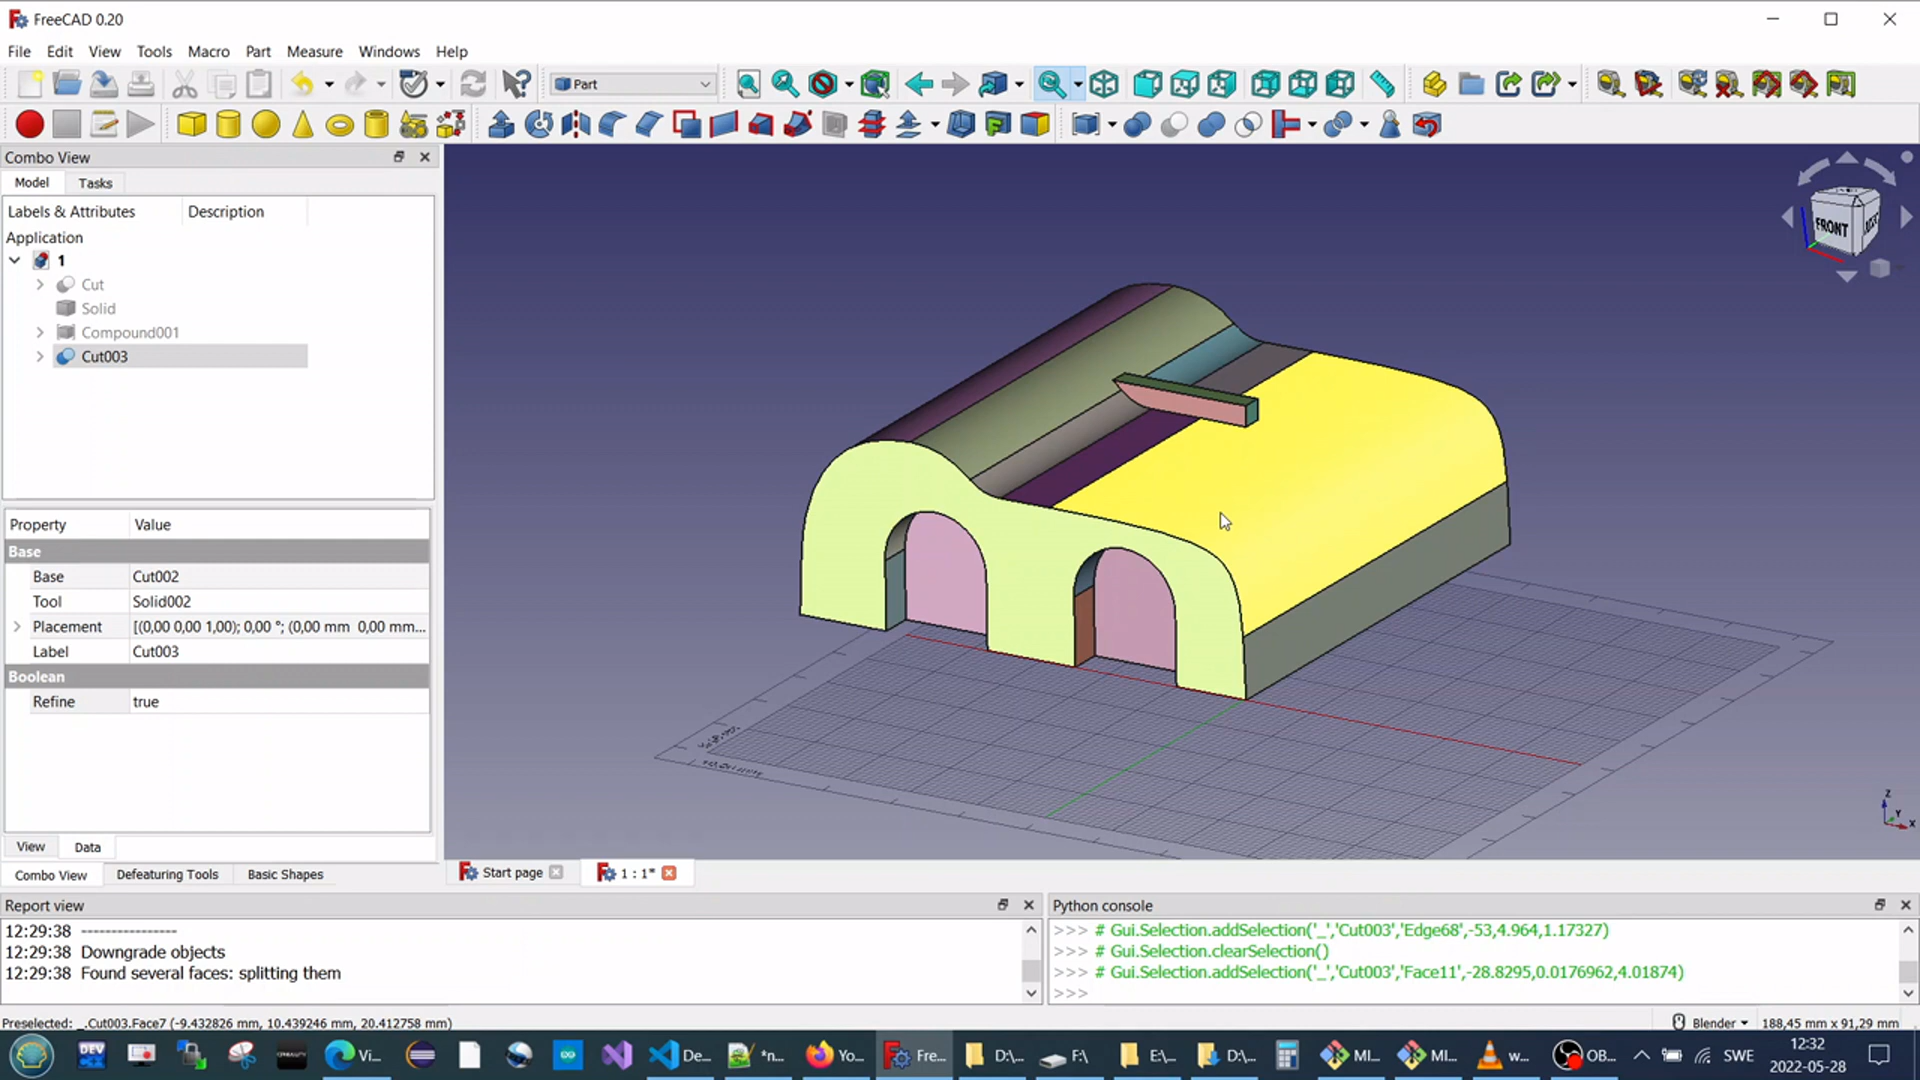 FreeCAD 0.20
File Edit View Tools Macro Part Measure Windows Help
Part
Combo View
Model Tasks
Labels & Attributes Description
Application
1
Cut
Solid
Compound001
Cut003
Property Value
Base
Base Cut002
Tool Solid002
Placement [(0,00 0,00 1,00); 0,00 °; (0,00 mm  0,00 mm...
Label Cut003
Boolean
Refine true
View Data
Combo View Defeaturing Tools Basic Shapes
FRONT
Z
Y
X
Start page
1 : 1*
Report view
12:29:38 ----------------
12:29:38 Downgrade objects
12:29:38 Found several faces: splitting them
Python console
>>> # Gui.Selection.addSelection('_','Cut003','Edge68',-53,4.964,1.17327)
>>> # Gui.Selection.clearSelection()
>>> # Gui.Selection.addSelection('_','Cut003','Face11',-28.8295,0.0176962,4.01874)
>>>
Preselected: _.Cut003.Face7 (-9.432826 mm, 10.439246 mm, 20.412758 mm)
Blender
188,45 mm x 91,29 mm
DEV
Vi...
De...
*n...
Yo...
Fre...
D:\...
F:\
E:\...
D:\...
MI...
MI...
w...
OB...
SWE
12:32
2022-05-28